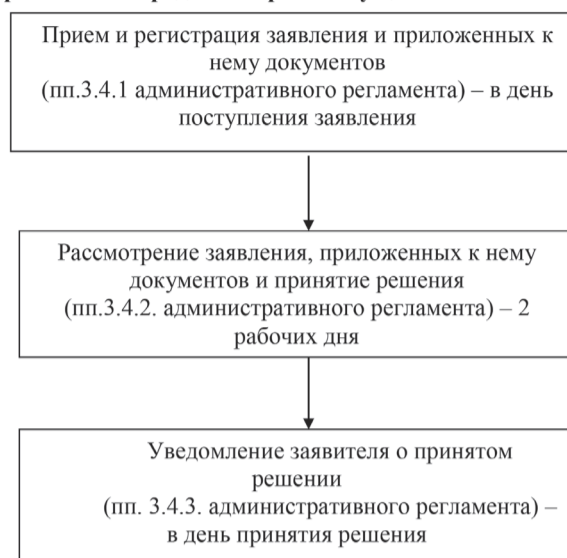 Прием и регистрация заявления и приложенных к
нему документов
(пп.3.4.1 административного регламента) – в день
поступления заявления
Рассмотрение заявления, приложенных к нему
документов и принятие решения
(пп.3.4.2. административного регламента) – 2
рабочих дня
Уведомление заявителя о принятом
решении
(пп. 3.4.3. административного регламента) –
в день принятия решения